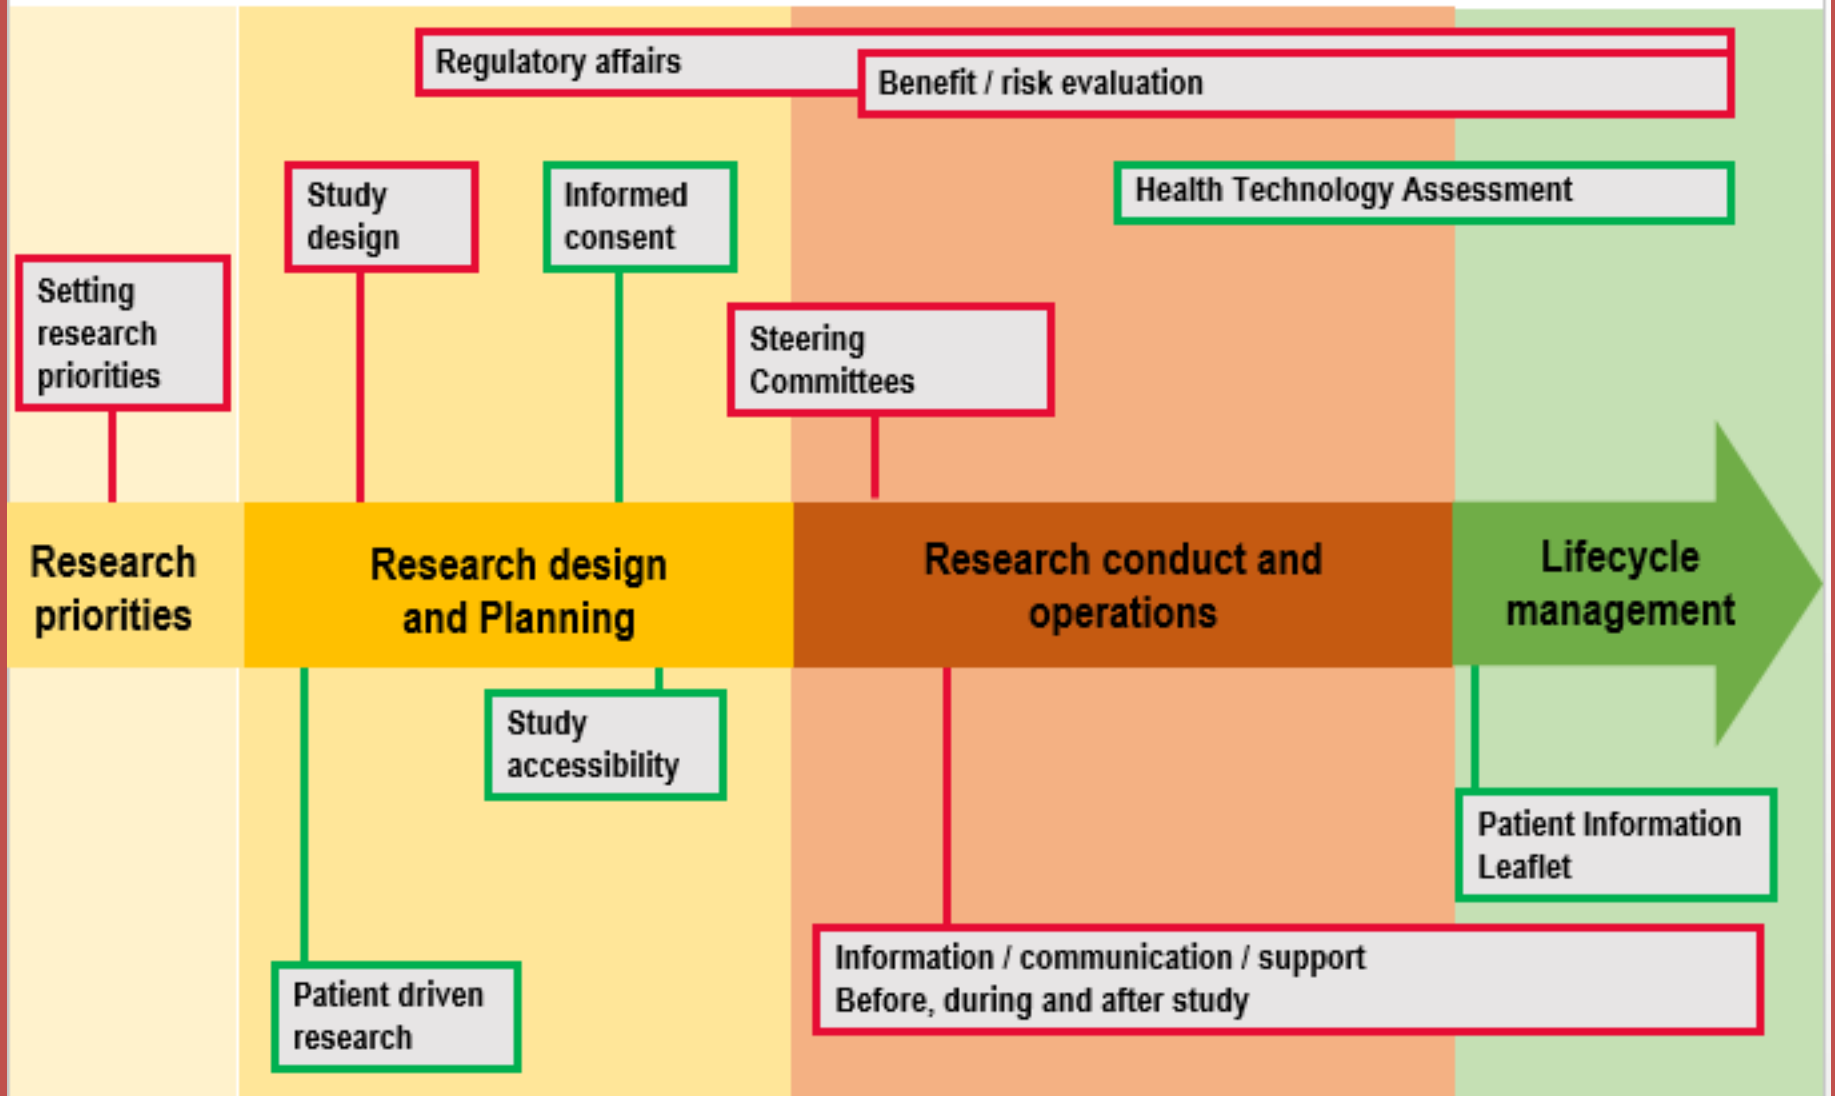 Regulatory affairs
Benefit / risk evaluation
Study
design
Informed
consent
Health Technology Assessment
Setting
research
priorities
Steering
Committees
Research
priorities
Research design
and Planning
Research conduct and
operations
Lifecycle
management
Study
accessibility
Patient Information
Leaflet
Patient driven
research
Information / communication / support
Before, during and after study